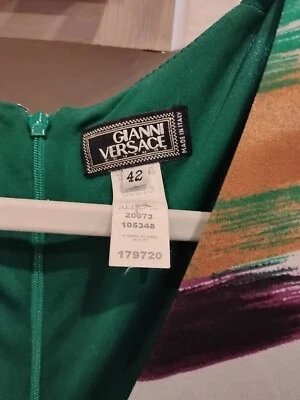 GIANNI
VERSACE
MADE IN ITALY
42
20073
105348
179720